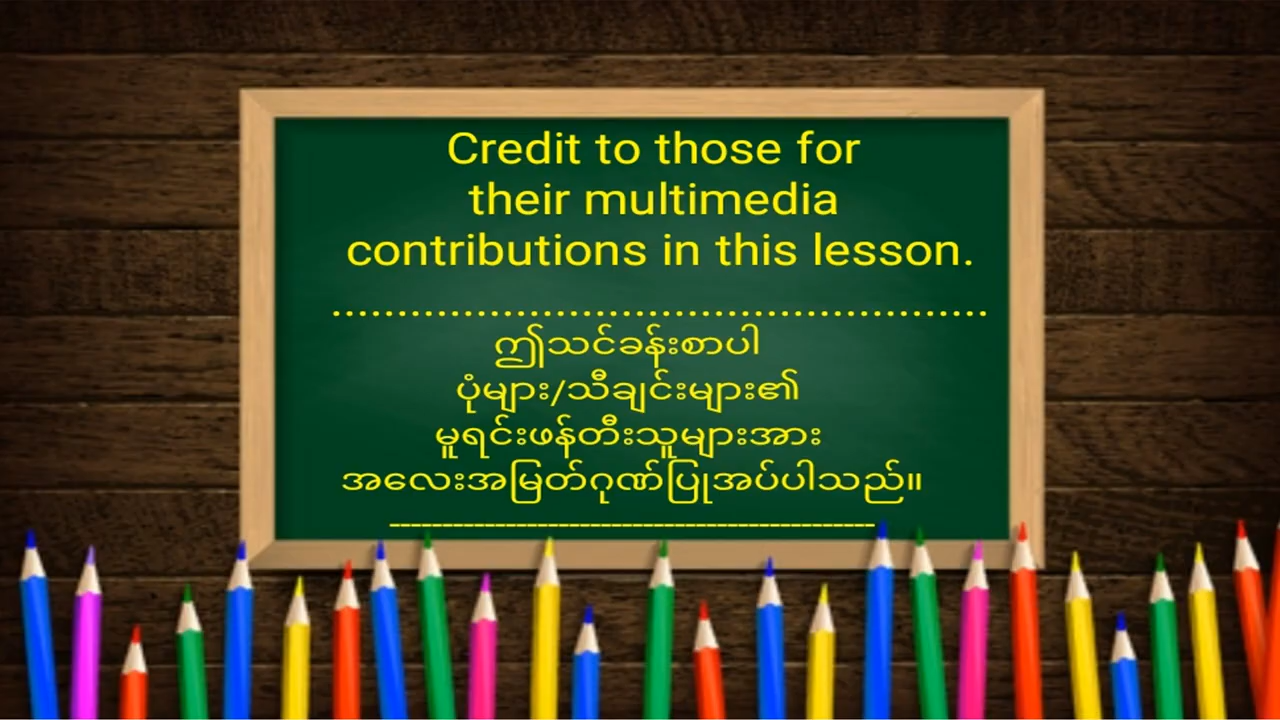 Credit to those for
their multimedia
contributions in this lesson.
......................................................
ဤသင်ခန်းစာပါ
ပုံများ/သီချင်းများ၏
မူရင်းဖန်တီးသူများအား
အလေးအမြတ်ဂုဏ်ပြုအပ်ပါသည်။
-----------------------------------------------